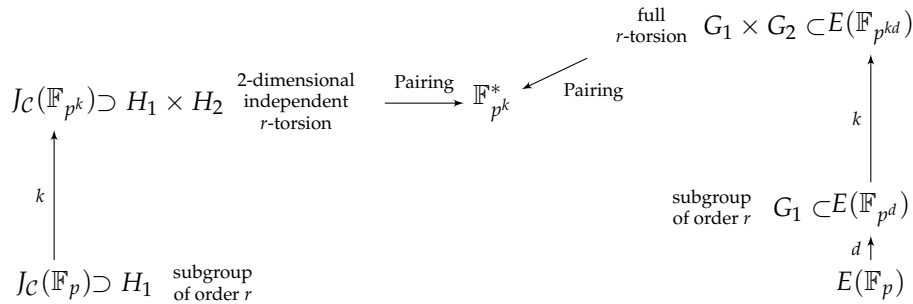 full
r-torsion
G₁ × G₂ ⊂E(𝔽_{p^{kd}})
J_𝒞(𝔽_{p^k})⊃ H₁ × H₂
2-dimensional
independent
r-torsion
Pairing
𝔽*_{p^k}
Pairing
k
k
subgroup
of order r
G₁ ⊂E(𝔽_{p^d})
d
J_𝒞(𝔽_p)⊃ H₁
subgroup
of order r
E(𝔽_p)